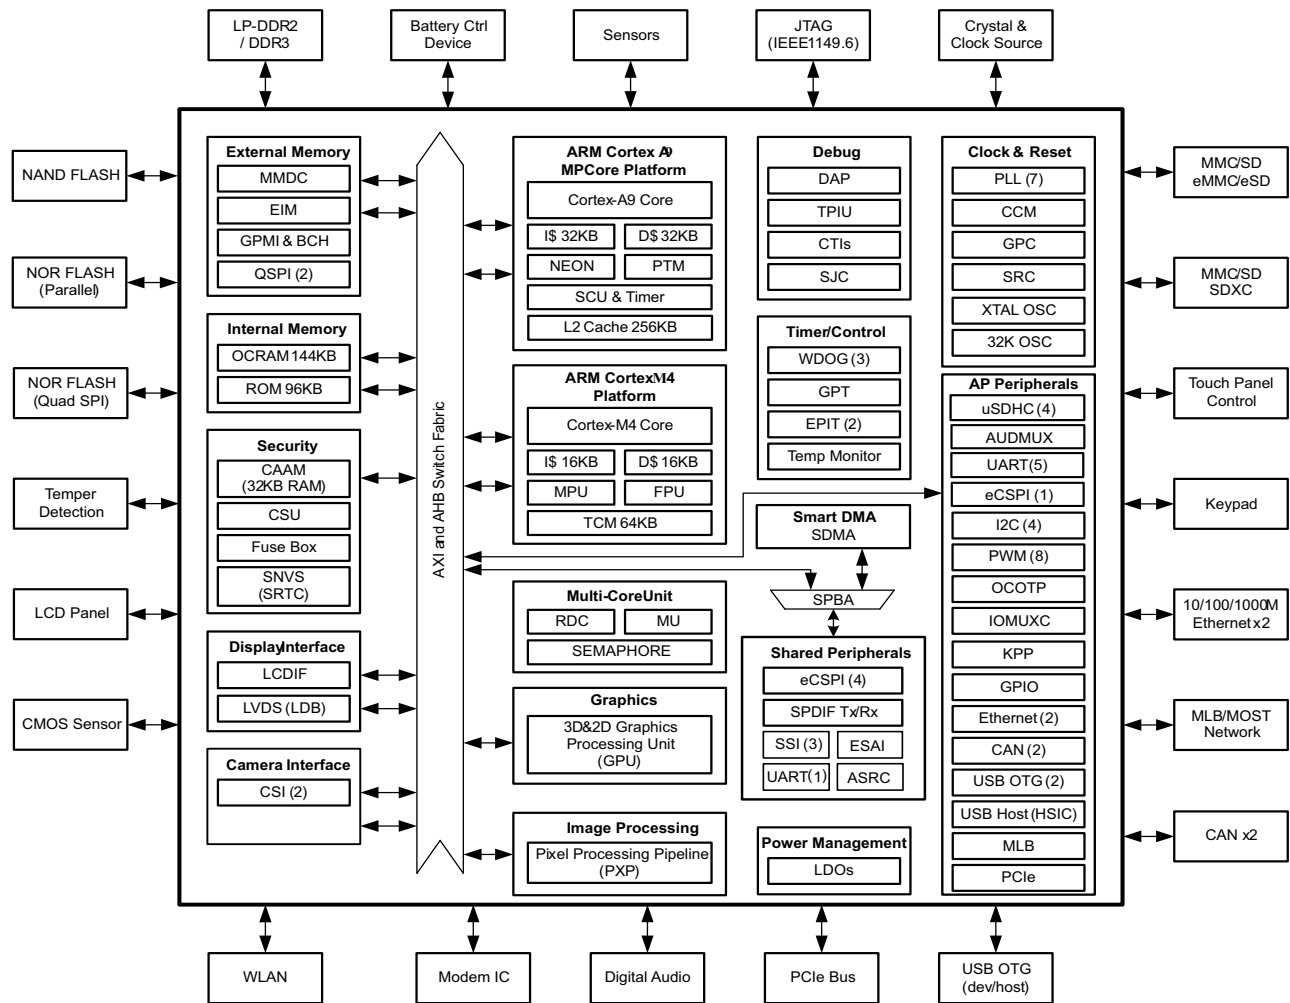 LP-DDR2
/ DDR3
Battery Ctrl
Device
Sensors
JTAG
(IEEE1149.6)
Crystal &
Clock Source
NAND FLASH
NOR FLASH
(Parallel)
NOR FLASH
(Quad SPI)
Temper
Detection
LCD Panel
CMOS Sensor
External Memory
MMDC
EIM
GPMI & BCH
QSPI (2)
Internal Memory
OCRAM 144KB
ROM 96KB
Security
CAAM
(32KB RAM)
CSU
Fuse Box
SNVS
(SRTC)
DisplayInterface
LCDIF
LVDS (LDB)
Camera Interface
CSI (2)
AXI and AHB Switch Fabric
ARM Cortex A9
MPCore Platform
Cortex-A9 Core
I$ 32KB
D$ 32KB
NEON
PTM
SCU & Timer
L2 Cache 256KB
ARM CortexM4
Platform
Cortex-M4 Core
I$ 16KB
D$ 16KB
MPU
FPU
TCM 64KB
Multi-CoreUnit
RDC
MU
SEMAPHORE
Graphics
3D&2D Graphics
Processing Unit
(GPU)
Image Processing
Pixel Processing Pipeline
(PXP)
Debug
DAP
TPIU
CTIs
SJC
Timer/Control
WDOG (3)
GPT
EPIT (2)
Temp Monitor
Smart DMA
SDMA
SPBA
Shared Peripherals
eCSPI (4)
SPDIF Tx/Rx
SSI (3)
ESAI
UART(1)
ASRC
Power Management
LDOs
Clock & Reset
PLL (7)
CCM
GPC
SRC
XTAL OSC
32K OSC
AP Peripherals
uSDHC (4)
AUDMUX
UART(5)
eCSPI (1)
I2C (4)
PWM (8)
OCOTP
IOMUXC
KPP
GPIO
Ethernet (2)
CAN (2)
USB OTG (2)
USB Host (HSIC)
MLB
PCIe
MMC/SD
eMMC/eSD
MMC/SD
SDXC
Touch Panel
Control
Keypad
10/100/1000M
Ethernet x2
MLB/MOST
Network
CAN x2
WLAN
Modem IC
Digital Audio
PCIe Bus
USB OTG
(dev/host)